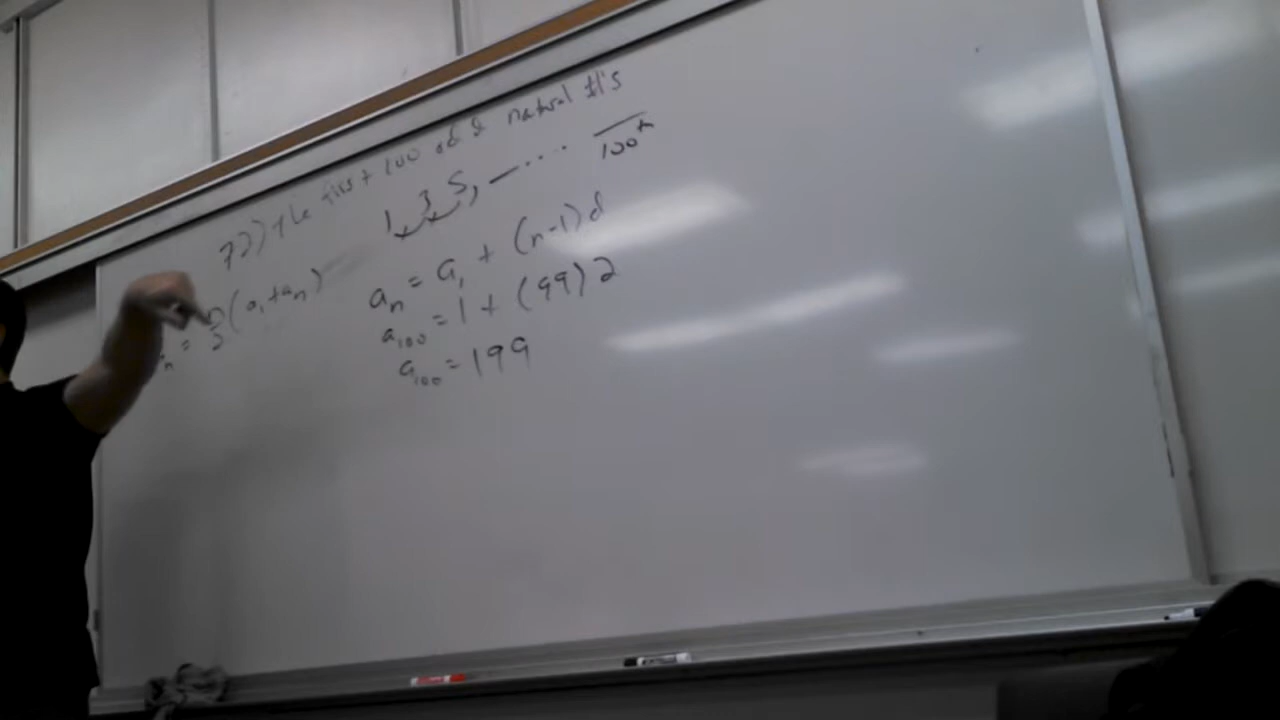 72) the first 100 odd natural #'s
1, 3, 5, — .... 100th
n = n/2 (a1 + an)
an = a1 + (n-1)d
a100 = 1 + (99) 2
a100 = 199